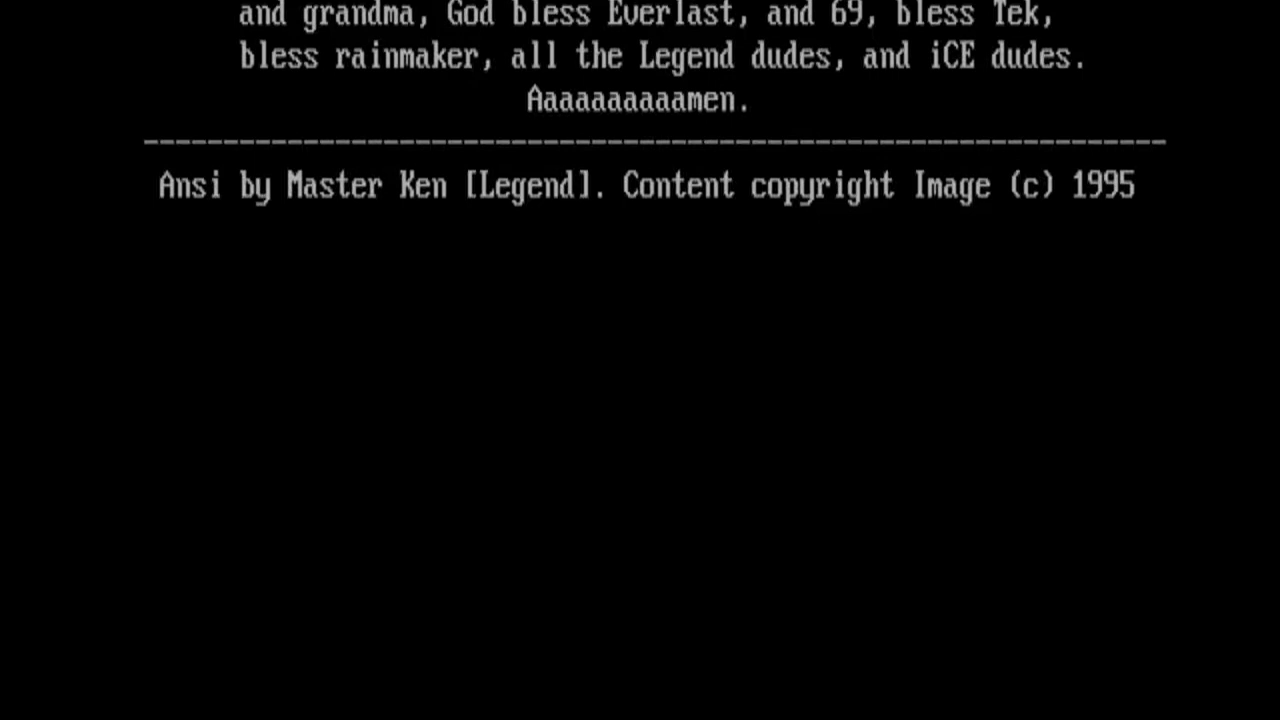 and grandma, God bless Everlast, and 69, bless Tek,
bless rainmaker, all the Legend dudes, and iCE dudes.
Aaaaaaaaaamen.
----------------------------------------------------------------
Ansi by Master Ken [Legend]. Content copyright Image (c) 1995